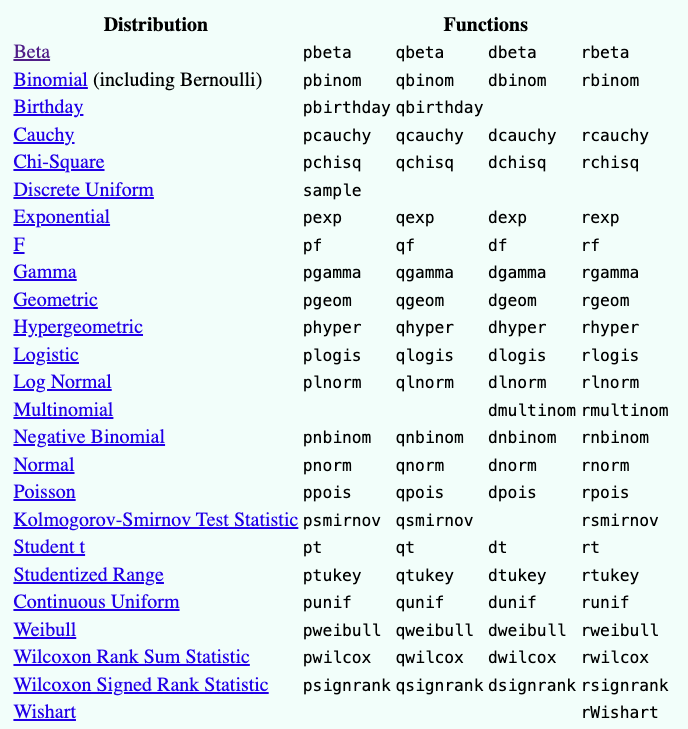 Distribution Functions
Beta pbeta qbeta dbeta rbeta
Binomial (including Bernoulli) pbinom qbinom dbinom rbinom
Birthday pbirthday qbirthday
Cauchy pcauchy qcauchy dcauchy rcauchy
Chi-Square pchisq qchisq dchisq rchisq
Discrete Uniform sample
Exponential pexp qexp dexp rexp
F pf qf df rf
Gamma pgamma qgamma dgamma rgamma
Geometric pgeom qgeom dgeom rgeom
Hypergeometric phyper qhyper dhyper rhyper
Logistic plogis qlogis dlogis rlogis
Log Normal plnorm qlnorm dlnorm rlnorm
Multinomial dmultinom rmultinom
Negative Binomial pnbinom qnbinom dnbinom rnbinom
Normal pnorm qnorm dnorm rnorm
Poisson ppois qpois dpois rpois
Kolmogorov-Smirnov Test Statistic psmirnov qsmirnov rsmirnov
Student t pt qt dt rt
Studentized Range ptukey qtukey dtukey rtukey
Continuous Uniform punif qunif dunif runif
Weibull pweibull qweibull dweibull rweibull
Wilcoxon Rank Sum Statistic pwilcox qwilcox dwilcox rwilcox
Wilcoxon Signed Rank Statistic psignrank qsignrank dsignrank rsignrank
Wishart rWishart